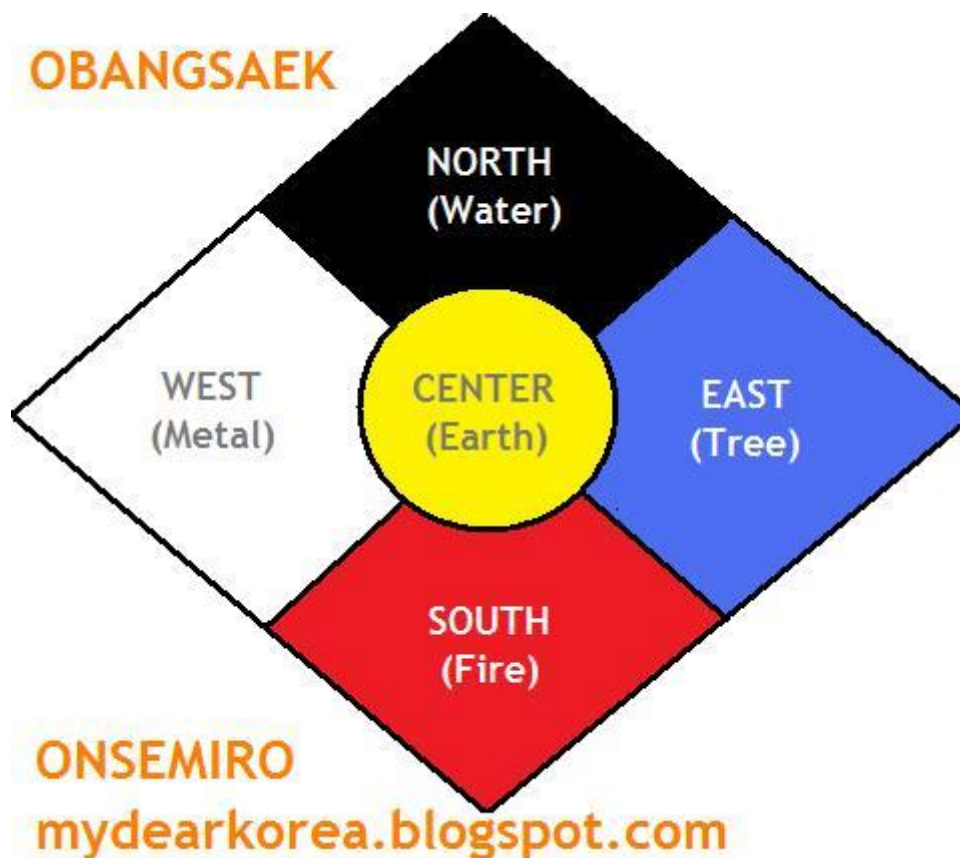 OBANGSAEK
NORTH
(Water)
WEST
(Metal)
CENTER
(Earth)
EAST
(Tree)
SOUTH
(Fire)
ONSEMIRO
mydearkorea.blogspot.com